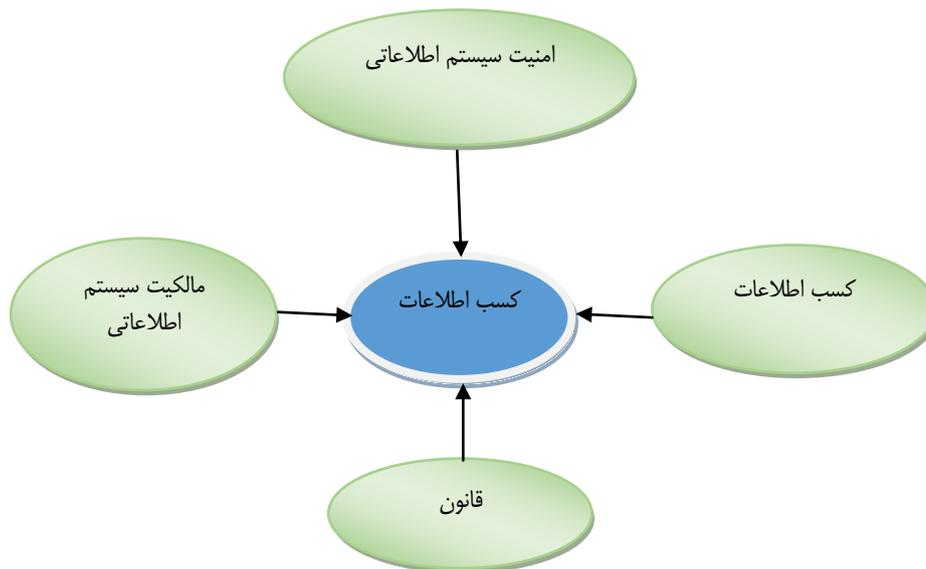 امنیت سیستم اطلاعاتی
کسب اطلاعات
کسب اطلاعات
مالکیت سیستم
اطلاعاتی
قانون